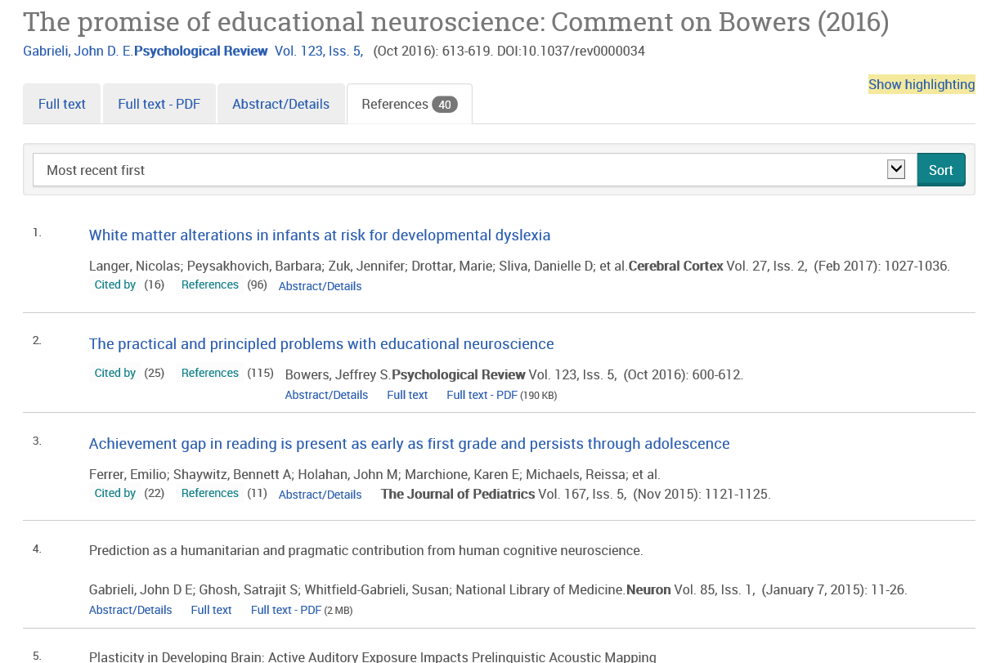 The promise of educational neuroscience: Comment on Bowers (2016)
Gabrieli, John D. E.Psychological Review Vol. 123, Iss. 5, (Oct 2016): 613-619. DOI:10.1037/rev0000034
Show highlighting
Full text Full text - PDF Abstract/Details References 40
Most recent first Sort
1. White matter alterations in infants at risk for developmental dyslexia
Langer, Nicolas; Peysakhovich, Barbara; Zuk, Jennifer; Drottar, Marie; Sliva, Danielle D; et al.Cerebral Cortex Vol. 27, Iss. 2, (Feb 2017): 1027-1036.
Cited by (16) References (96) Abstract/Details
2. The practical and principled problems with educational neuroscience
Cited by (25) References (115) Bowers, Jeffrey S.Psychological Review Vol. 123, Iss. 5, (Oct 2016): 600-612.
Abstract/Details Full text Full text - PDF (190 KB)
3. Achievement gap in reading is present as early as first grade and persists through adolescence
Ferrer, Emilio; Shaywitz, Bennett A; Holahan, John M; Marchione, Karen E; Michaels, Reissa; et al.
Cited by (22) References (11) Abstract/Details The Journal of Pediatrics Vol. 167, Iss. 5, (Nov 2015): 1121-1125.
4. Prediction as a humanitarian and pragmatic contribution from human cognitive neuroscience.
Gabrieli, John D E; Ghosh, Satrajit S; Whitfield-Gabrieli, Susan; National Library of Medicine.Neuron Vol. 85, Iss. 1, (January 7, 2015): 11-26.
Abstract/Details Full text Full text - PDF (2 MB)
5. Plasticity in Developing Brain: Active Auditory Exposure Impacts Prelinguistic Acoustic Mapping